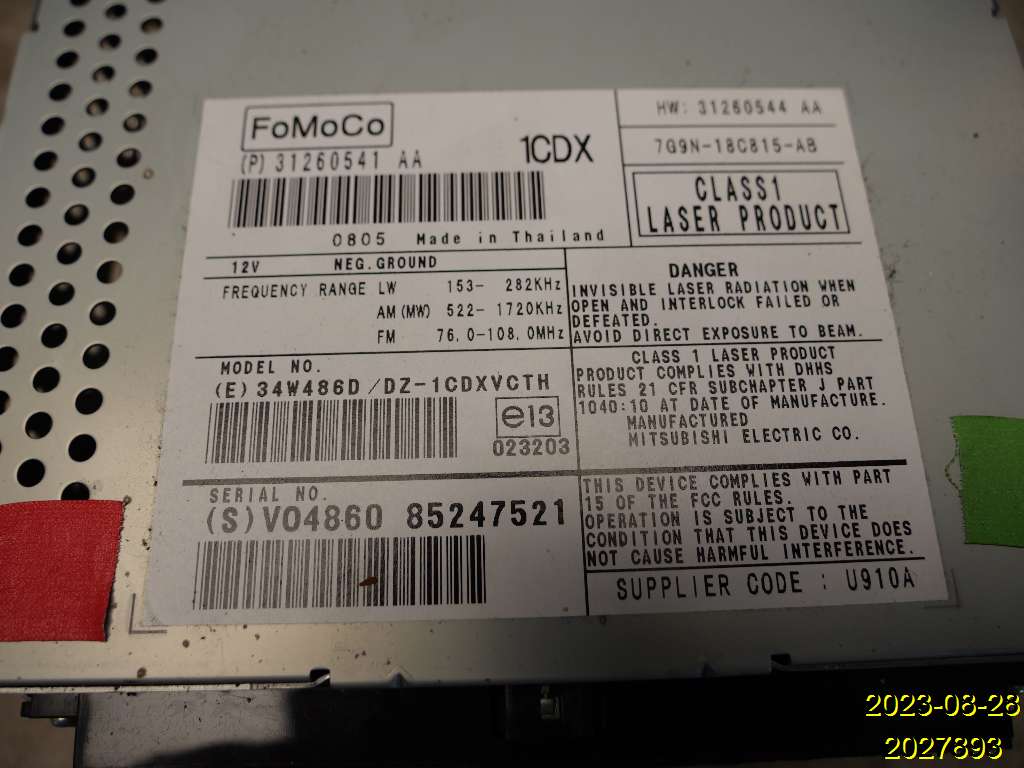 FoMoCo
(P) 31260541 AA
1CDX
0805 Made in Thailand
HW: 31260544 AA
7G9N-18C815-AB
CLASS1
LASER PRODUCT
12V NEG.GROUND
FREQUENCY RANGE LW 153- 282KHz
AM (MW) 522- 1720KHz
FM 76.0-108.0MHz
DANGER
INVISIBLE LASER RADIATION WHEN
OPEN AND INTERLOCK FAILED OR
DEFEATED.
AVOID DIRECT EXPOSURE TO BEAM.
MODEL NO.
(E) 34W486D/DZ-1CDXVCTH
e13
023203
CLASS 1 LASER PRODUCT
PRODUCT COMPLIES WITH DHHS
RULES 21 CFR SUBCHAPTER J PART
1040:10 AT DATE OF MANUFACTURE.
MANUFACTURED
MITSUBISHI ELECTRIC CO.
SERIAL NO.
(S) V04860 85247521
THIS DEVICE COMPLIES WITH PART
15 OF THE FCC RULES.
OPERATION IS SUBJECT TO THE
CONDITION THAT THIS DEVICE DOES
NOT CAUSE HARMFUL INTERFERENCE.
SUPPLIER CODE : U910A
2023-08-28
2027893